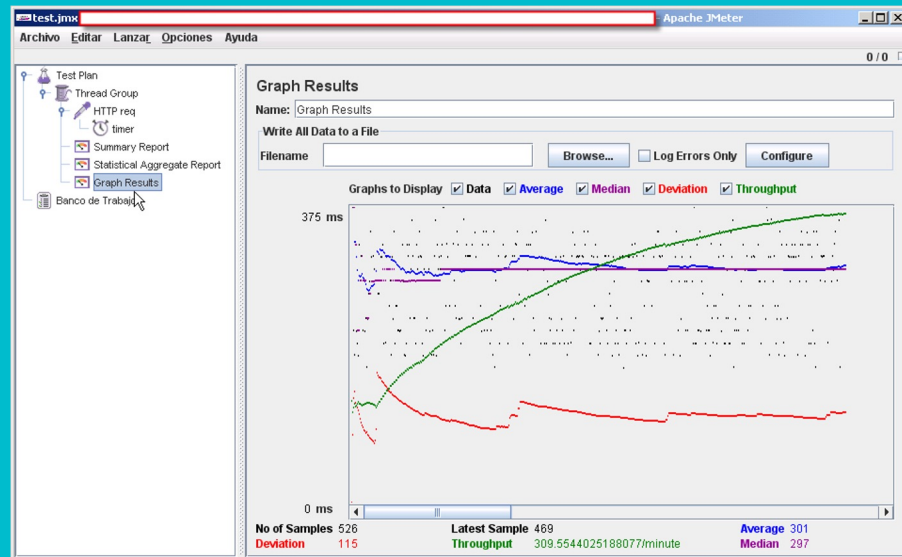 test.jmx
- Apache JMeter
Archivo Editar Lanzar Opciones Ayuda
0 / 0
Test Plan
Thread Group
HTTP req
timer
Summary Report
Statistical Aggregate Report
Graph Results
Banco de Trabajo
Graph Results
Name: Graph Results
Write All Data to a File
Filename Browse... Log Errors Only Configure
Graphs to Display Data Average Median Deviation Throughput
375 ms
0 ms
No of Samples 526 Latest Sample 469 Average 301
Deviation 115 Throughput 309.5544025188077/minute Median 297